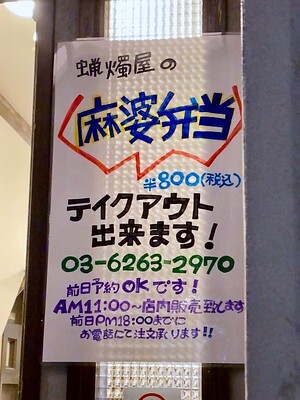 蝋燭屋の
麻婆弁当
¥800(税込)
テイクアウト
出来ます!
03-6263-2970
前日予約OKです!
AM11:00~店内販売致します
前日PM18:00までに
お電話にて注文承ります!!